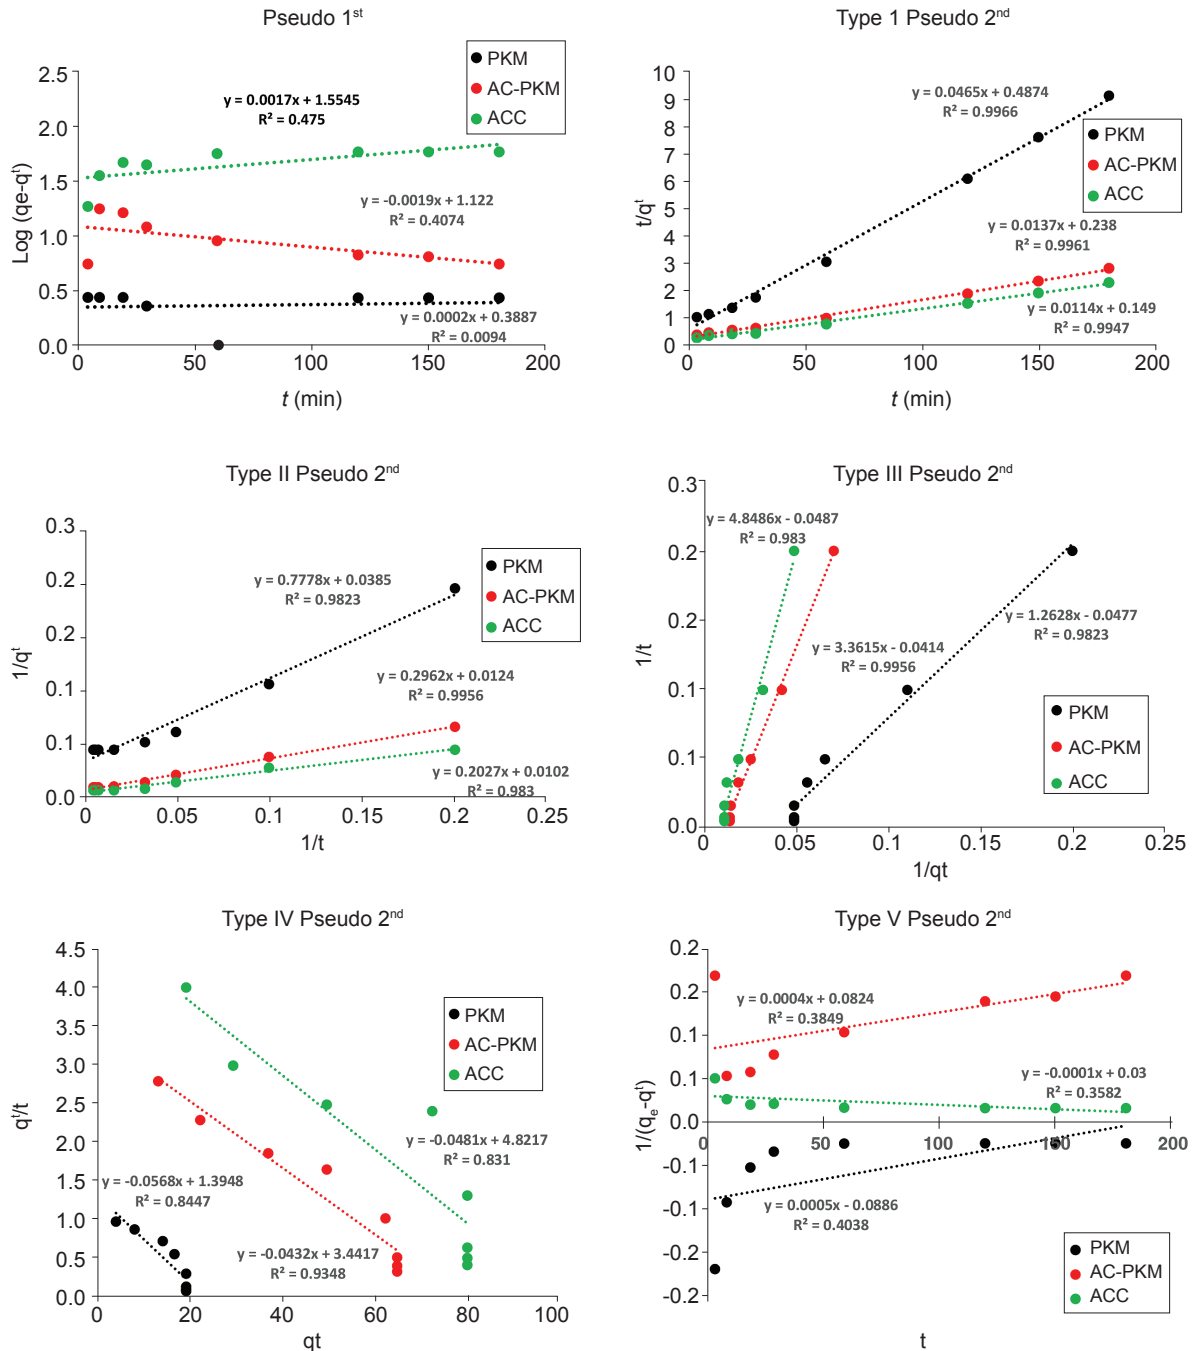 Pseudo 1st
PKM
AC-PKM
ACC
Log (qe-qt)
2.5
2.0
1.5
1.0
0.5
0.0
y = 0.0017x + 1.5545
R² = 0.475
y = -0.0019x + 1.122
R² = 0.4074
y = 0.0002x + 0.3887
R² = 0.0094
0 50 100 150 200
t (min)
Type 1 Pseudo 2nd
t/qt
10
9
8
7
6
5
4
3
2
1
0
y = 0.0465x + 0.4874
R² = 0.9966
PKM
AC-PKM
ACC
y = 0.0137x + 0.238
R² = 0.9961
y = 0.0114x + 0.149
R² = 0.9947
0 50 100 150 200
t (min)
Type II Pseudo 2nd
1/qt
0.3
0.2
0.2
0.1
0.1
0.0
PKM
AC-PKM
ACC
y = 0.7778x + 0.0385
R² = 0.9823
y = 0.2962x + 0.0124
R² = 0.9956
y = 0.2027x + 0.0102
R² = 0.983
0 0.05 0.1 0.15 0.2 0.25
1/t
Type III Pseudo 2nd
1/t
0.3
0.2
0.2
0.1
0.1
0.0
y = 4.8486x - 0.0487
R² = 0.983
y = 1.2628x - 0.0477
R² = 0.9823
y = 3.3615x - 0.0414
R² = 0.9956
PKM
AC-PKM
ACC
0.00 0.05 0.1 0.15 0.2 0.25
1/qt
Type IV Pseudo 2nd
qt/t
4.5
4.0
3.5
3.0
2.5
2.0
1.5
1.0
0.5
0.0
PKM
AC-PKM
ACC
y = -0.0481x + 4.8217
R² = 0.831
y = -0.0568x + 1.3948
R² = 0.8447
y = -0.0432x + 3.4417
R² = 0.9348
0 20 40 60 80 100
qt
Type V Pseudo 2nd
1/(qe-qt)
0.2
0.2
0.1
0.1
0.0
-0.1
-0.1
-0.2
-0.2
y = 0.0004x + 0.0824
R² = 0.3849
y = -0.0001x + 0.03
R² = 0.3582
0 50 100 150 200
y = 0.0005x - 0.0886
R² = 0.4038
PKM
AC-PKM
ACC
t